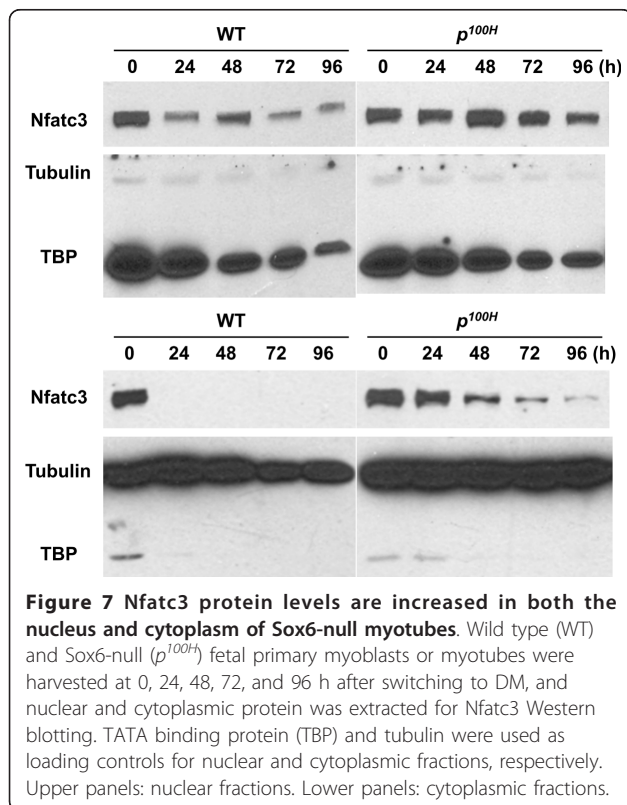 WT p100H
0 24 48 72 96 0 24 48 72 96 (h)
Nfatc3
Tubulin
TBP
WT p100H
0 24 48 72 96 0 24 48 72 96 (h)
Nfatc3
Tubulin
TBP
Figure 7 Nfatc3 protein levels are increased in both the
nucleus and cytoplasm of Sox6-null myotubes. Wild type (WT)
and Sox6-null (p100H) fetal primary myoblasts or myotubes were
harvested at 0, 24, 48, 72, and 96 h after switching to DM, and
nuclear and cytoplasmic protein was extracted for Nfatc3 Western
blotting. TATA binding protein (TBP) and tubulin were used as
loading controls for nuclear and cytoplasmic fractions, respectively.
Upper panels: nuclear fractions. Lower panels: cytoplasmic fractions.